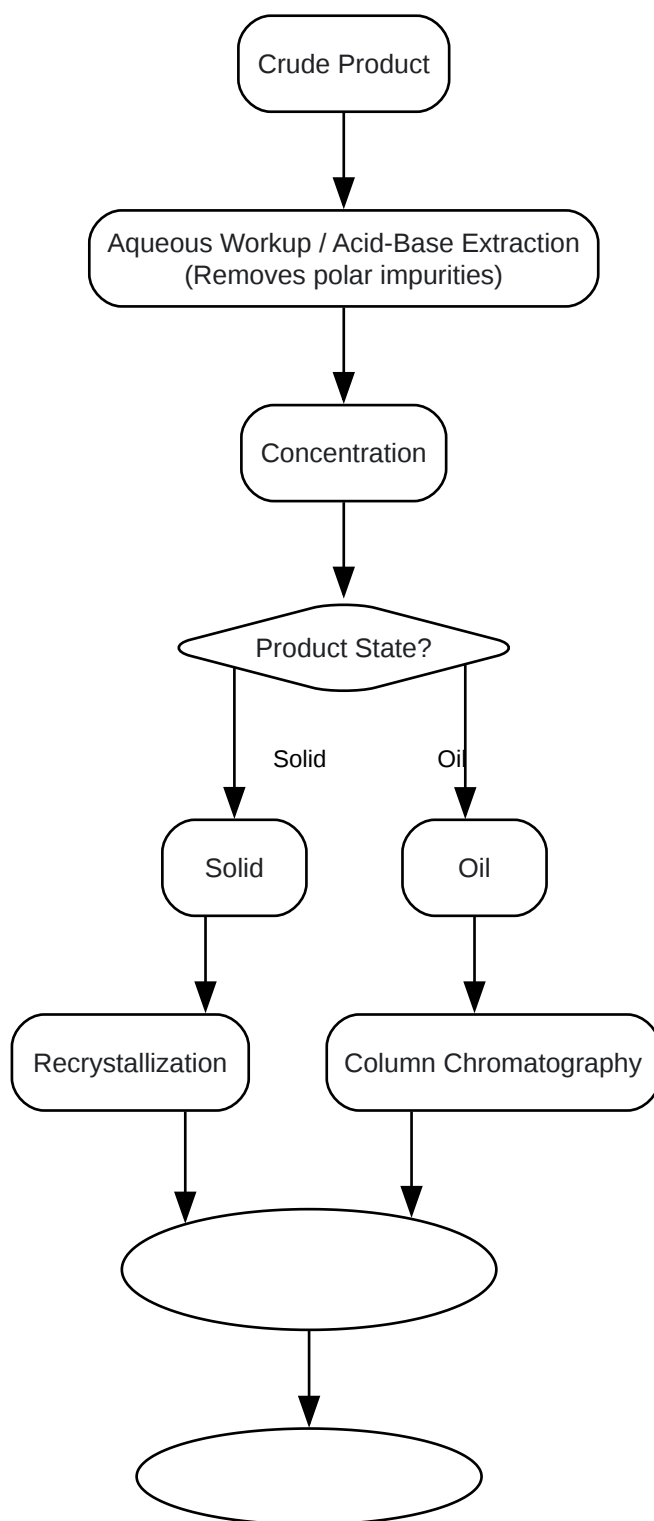 Crude Product
Aqueous Workup / Acid-Base Extraction
(Removes polar impurities)
Concentration
Product State?
Solid
Oil
Solid
Oil
Recrystallization
Column Chromatography